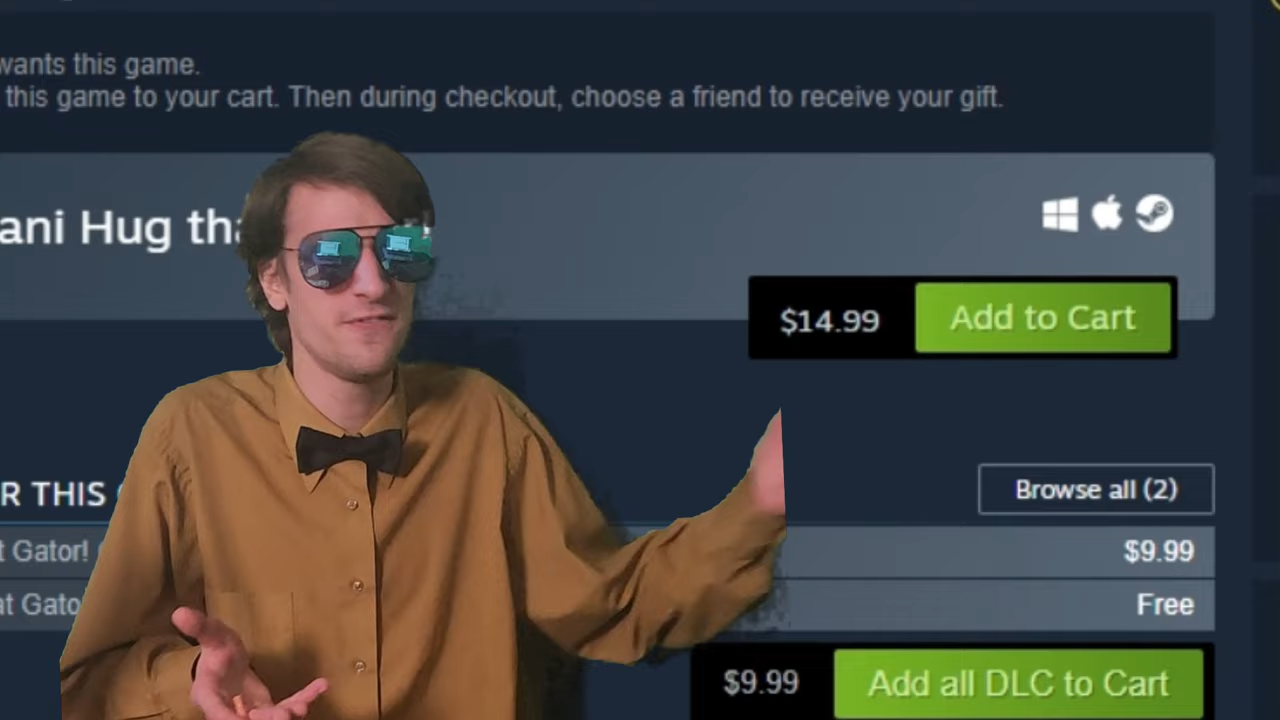 wants this game.
this game to your cart. Then during checkout, choose a friend to receive your gift.
ani Hug tha
$14.99 Add to Cart
R THIS
Browse all (2)
t Gator! $9.99
at Gato Free
$9.99 Add all DLC to Cart